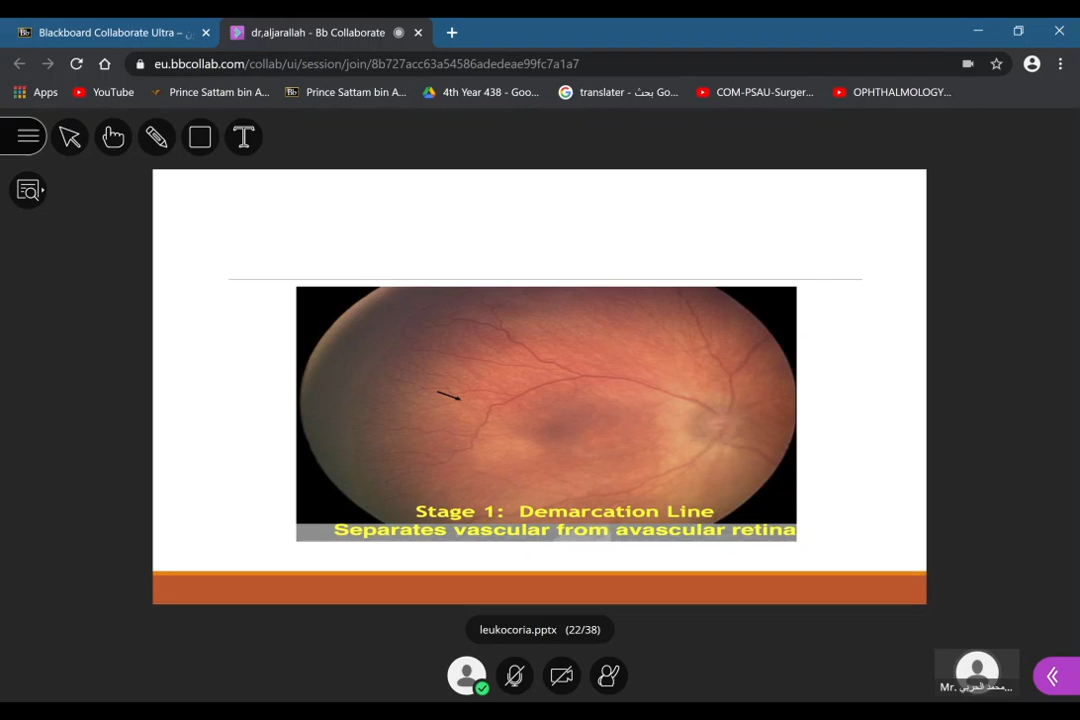 Blackboard Collaborate Ultra –
dr,aljarallah - Bb Collaborate
eu.bbcollab.com/collab/ui/session/join/8b727acc63a54586adedeae99fc7a1a7
Apps
YouTube
Prince Sattam bin A...
Prince Sattam bin A...
4th Year 438 - Goo...
translater - بحث Go...
COM-PSAU-Surger...
OPHTHALMOLOGY...
Stage 1: Demarcation Line
Separates vascular from avascular retina
leukocoria.pptx (22/38)
Mr. محمد الحربي...